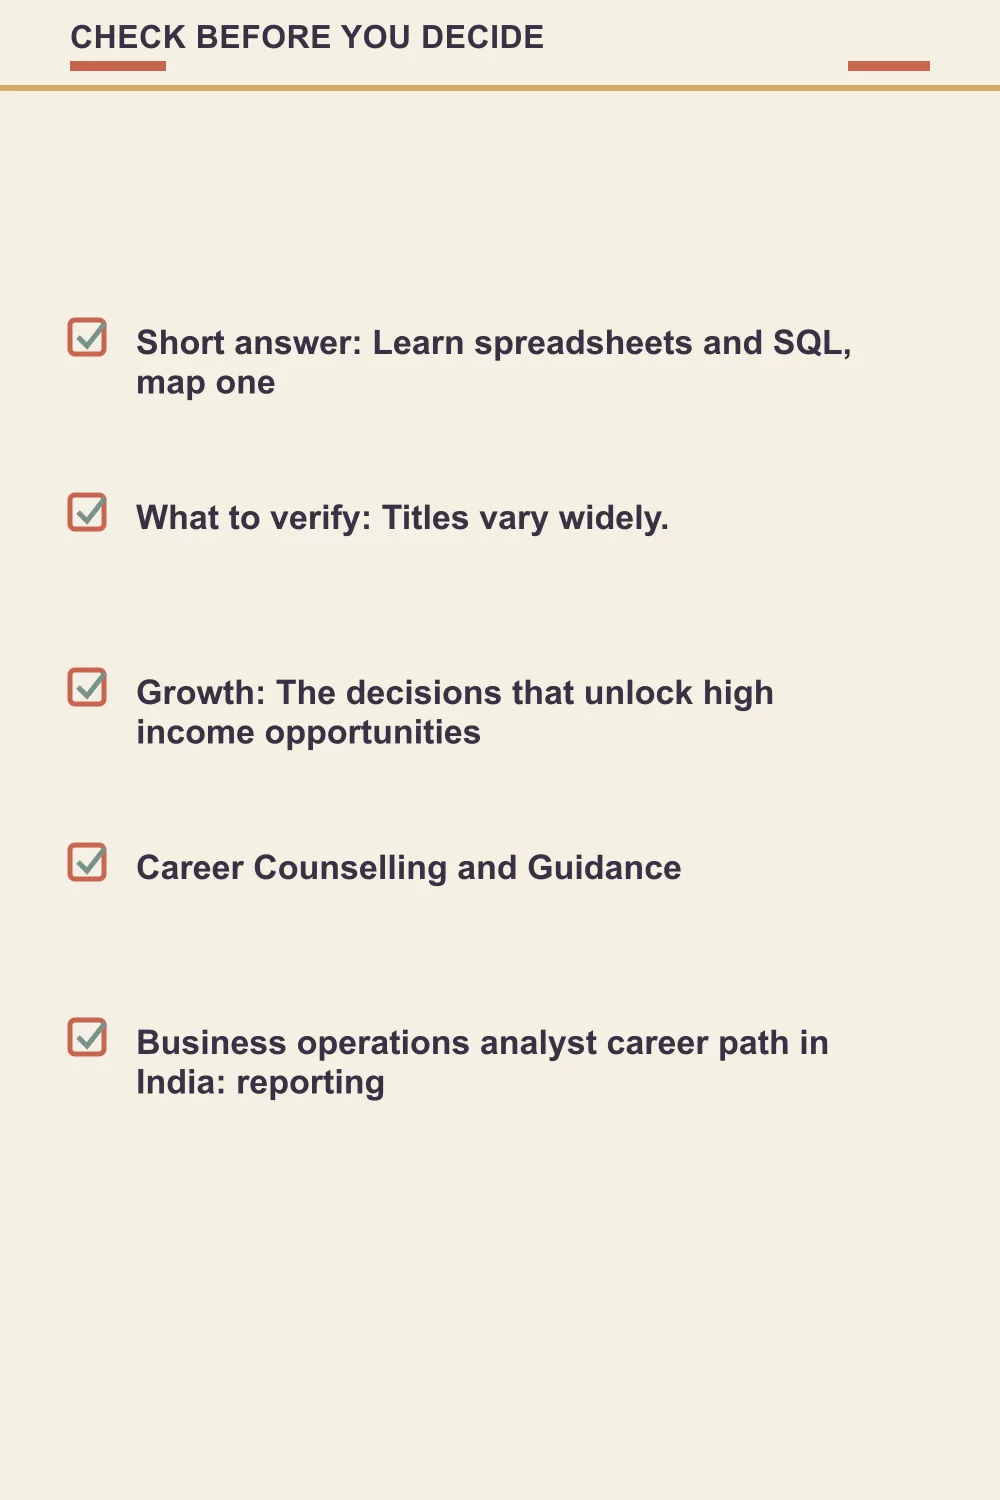 CHECK BEFORE YOU DECIDE
Short answer: Learn spreadsheets and SQL,
map one
What to verify: Titles vary widely.
Growth: The decisions that unlock high
income opportunities
Career Counselling and Guidance
Business operations analyst career path in
India: reporting